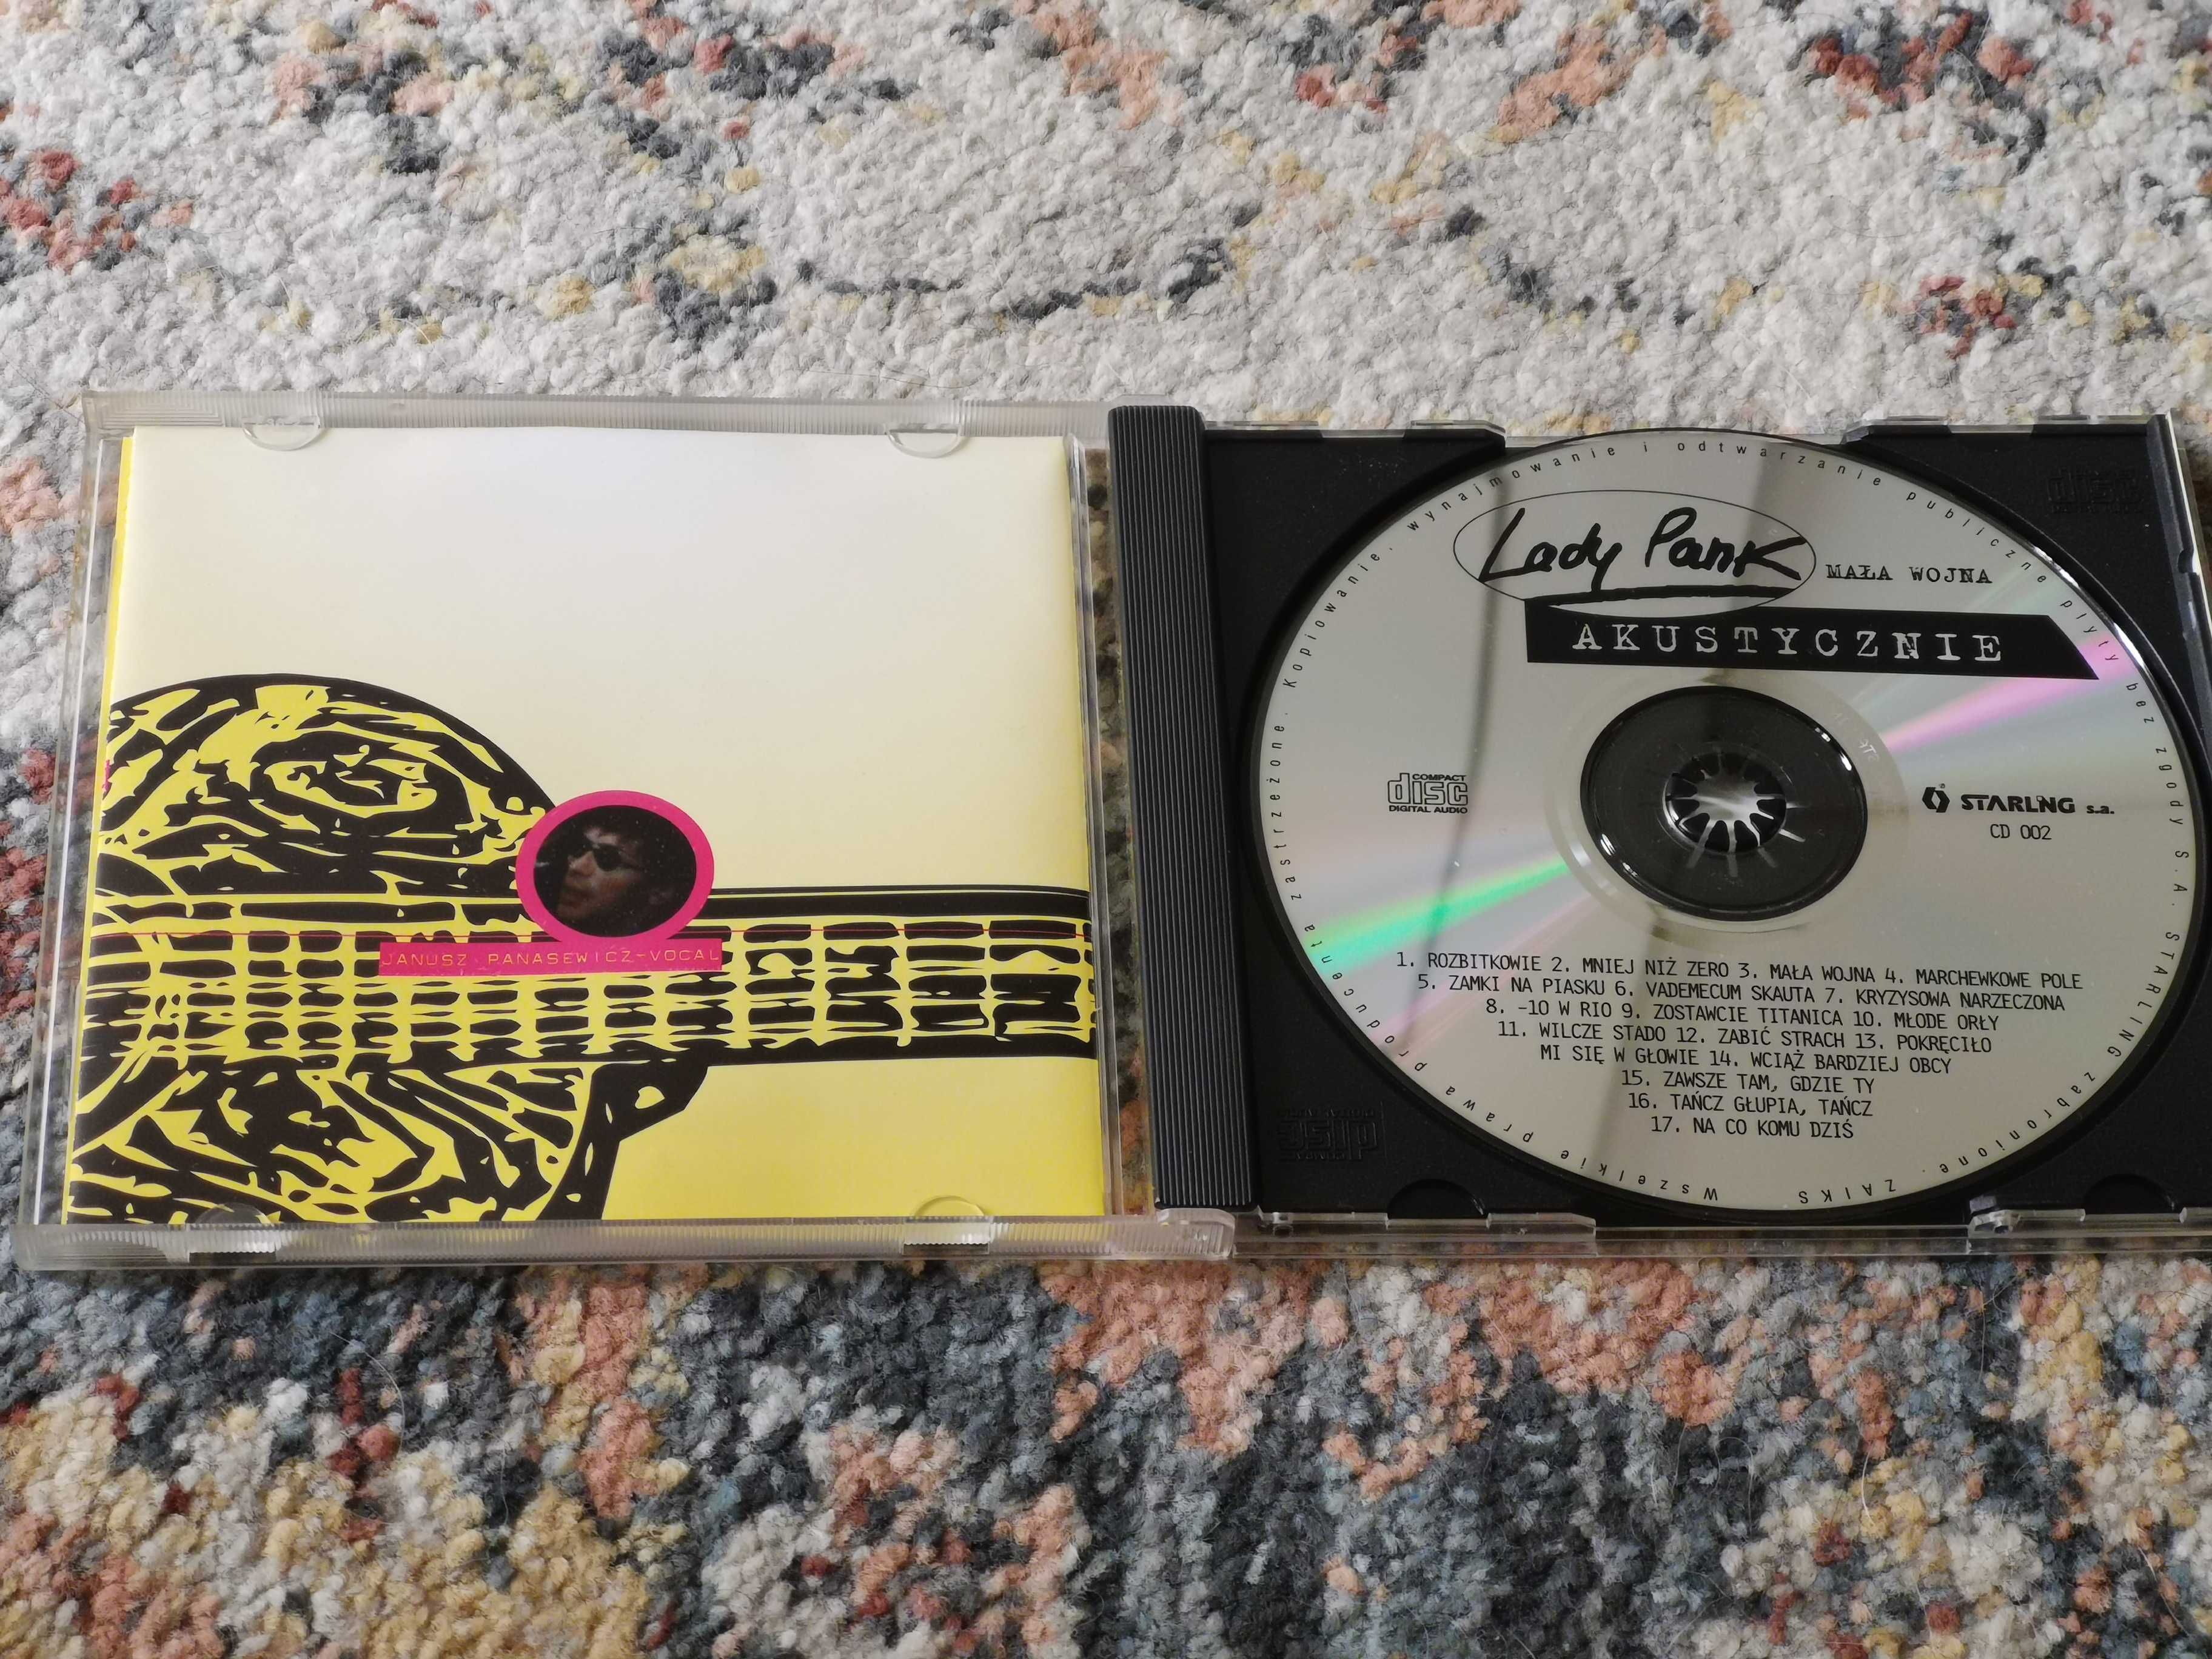 JANUSZ PANASEWICZ-VOCAL
Lady Pank
MAŁA WOJNA
AKUSTYCZNIE
COMPACT
disc
DIGITAL AUDIO
STARLING s.a.
CD 002
1. ROZBITKOWIE 2. MNIEJ NIŻ ZERO 3. MAŁA WOJNA 4. MARCHEWKOWE POLE
5. ZAMKI NA PIASKU 6. VADEMECUM SKAUTA 7. KRYZYSOWA NARZECZONA
8. -10 W RIO 9. ZOSTAWCIE TITANICA 10. MŁODE ORŁY
11. WILCZE STADO 12. ZABIĆ STRACH 13. POKRĘCIŁO
MI SIĘ W GŁOWIE 14. WCIĄŻ BARDZIEJ OBCY
15. ZAWSZE TAM, GDZIE TY
16. TAŃCZ GŁUPIA, TAŃCZ
17. NA CO KOMU DZIŚ
Wszelkie prawa producenta zastrzeżone. Kopiowanie, wynajmowanie i odtwarzanie publiczne płyty bez zgody S.A. STARLING zabronione. ZAIKS
disc
disc